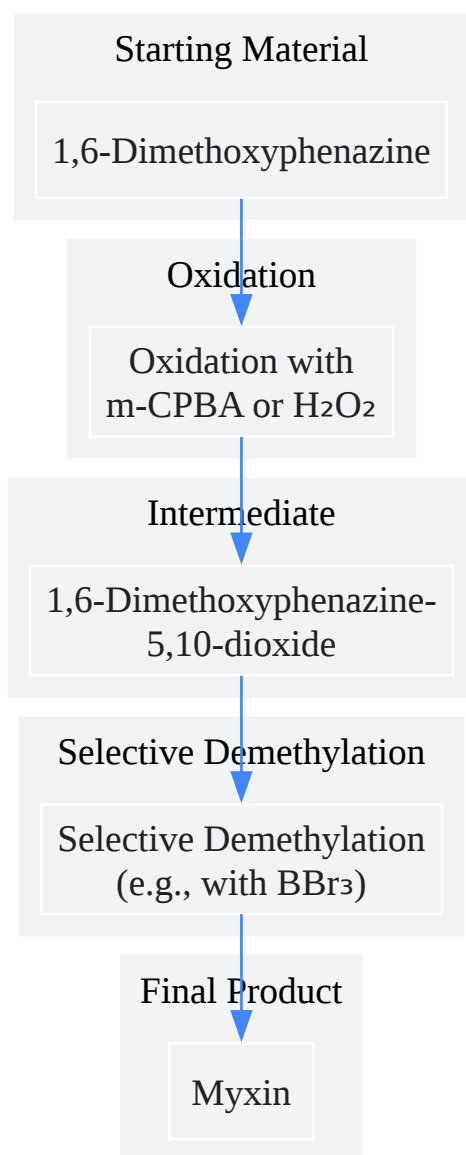 Starting Material
1,6-Dimethoxyphenazine
Oxidation
Oxidation with
m-CPBA or H₂O₂
Intermediate
1,6-Dimethoxyphenazine-
5,10-dioxide
Selective Demethylation
Selective Demethylation
(e.g., with BBr₃)
Final Product
Myxin